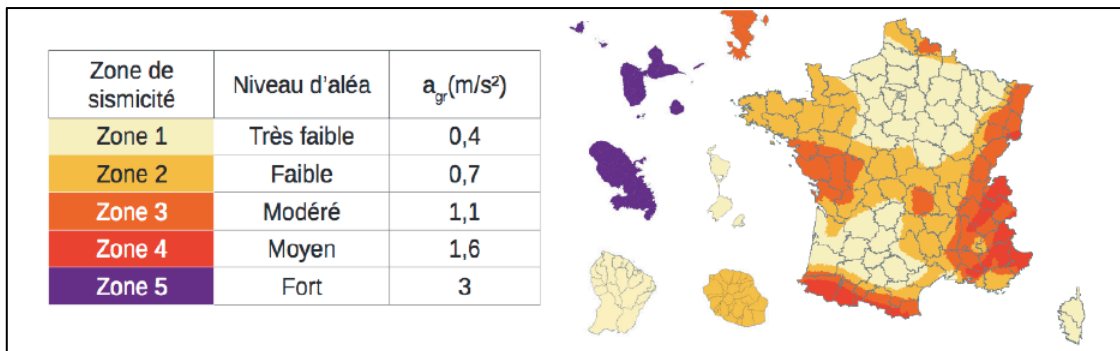 Zone de sismicité Niveau d'aléa a_gr(m/s²)
Zone 1 Très faible 0,4
Zone 2 Faible 0,7
Zone 3 Modéré 1,1
Zone 4 Moyen 1,6
Zone 5 Fort 3